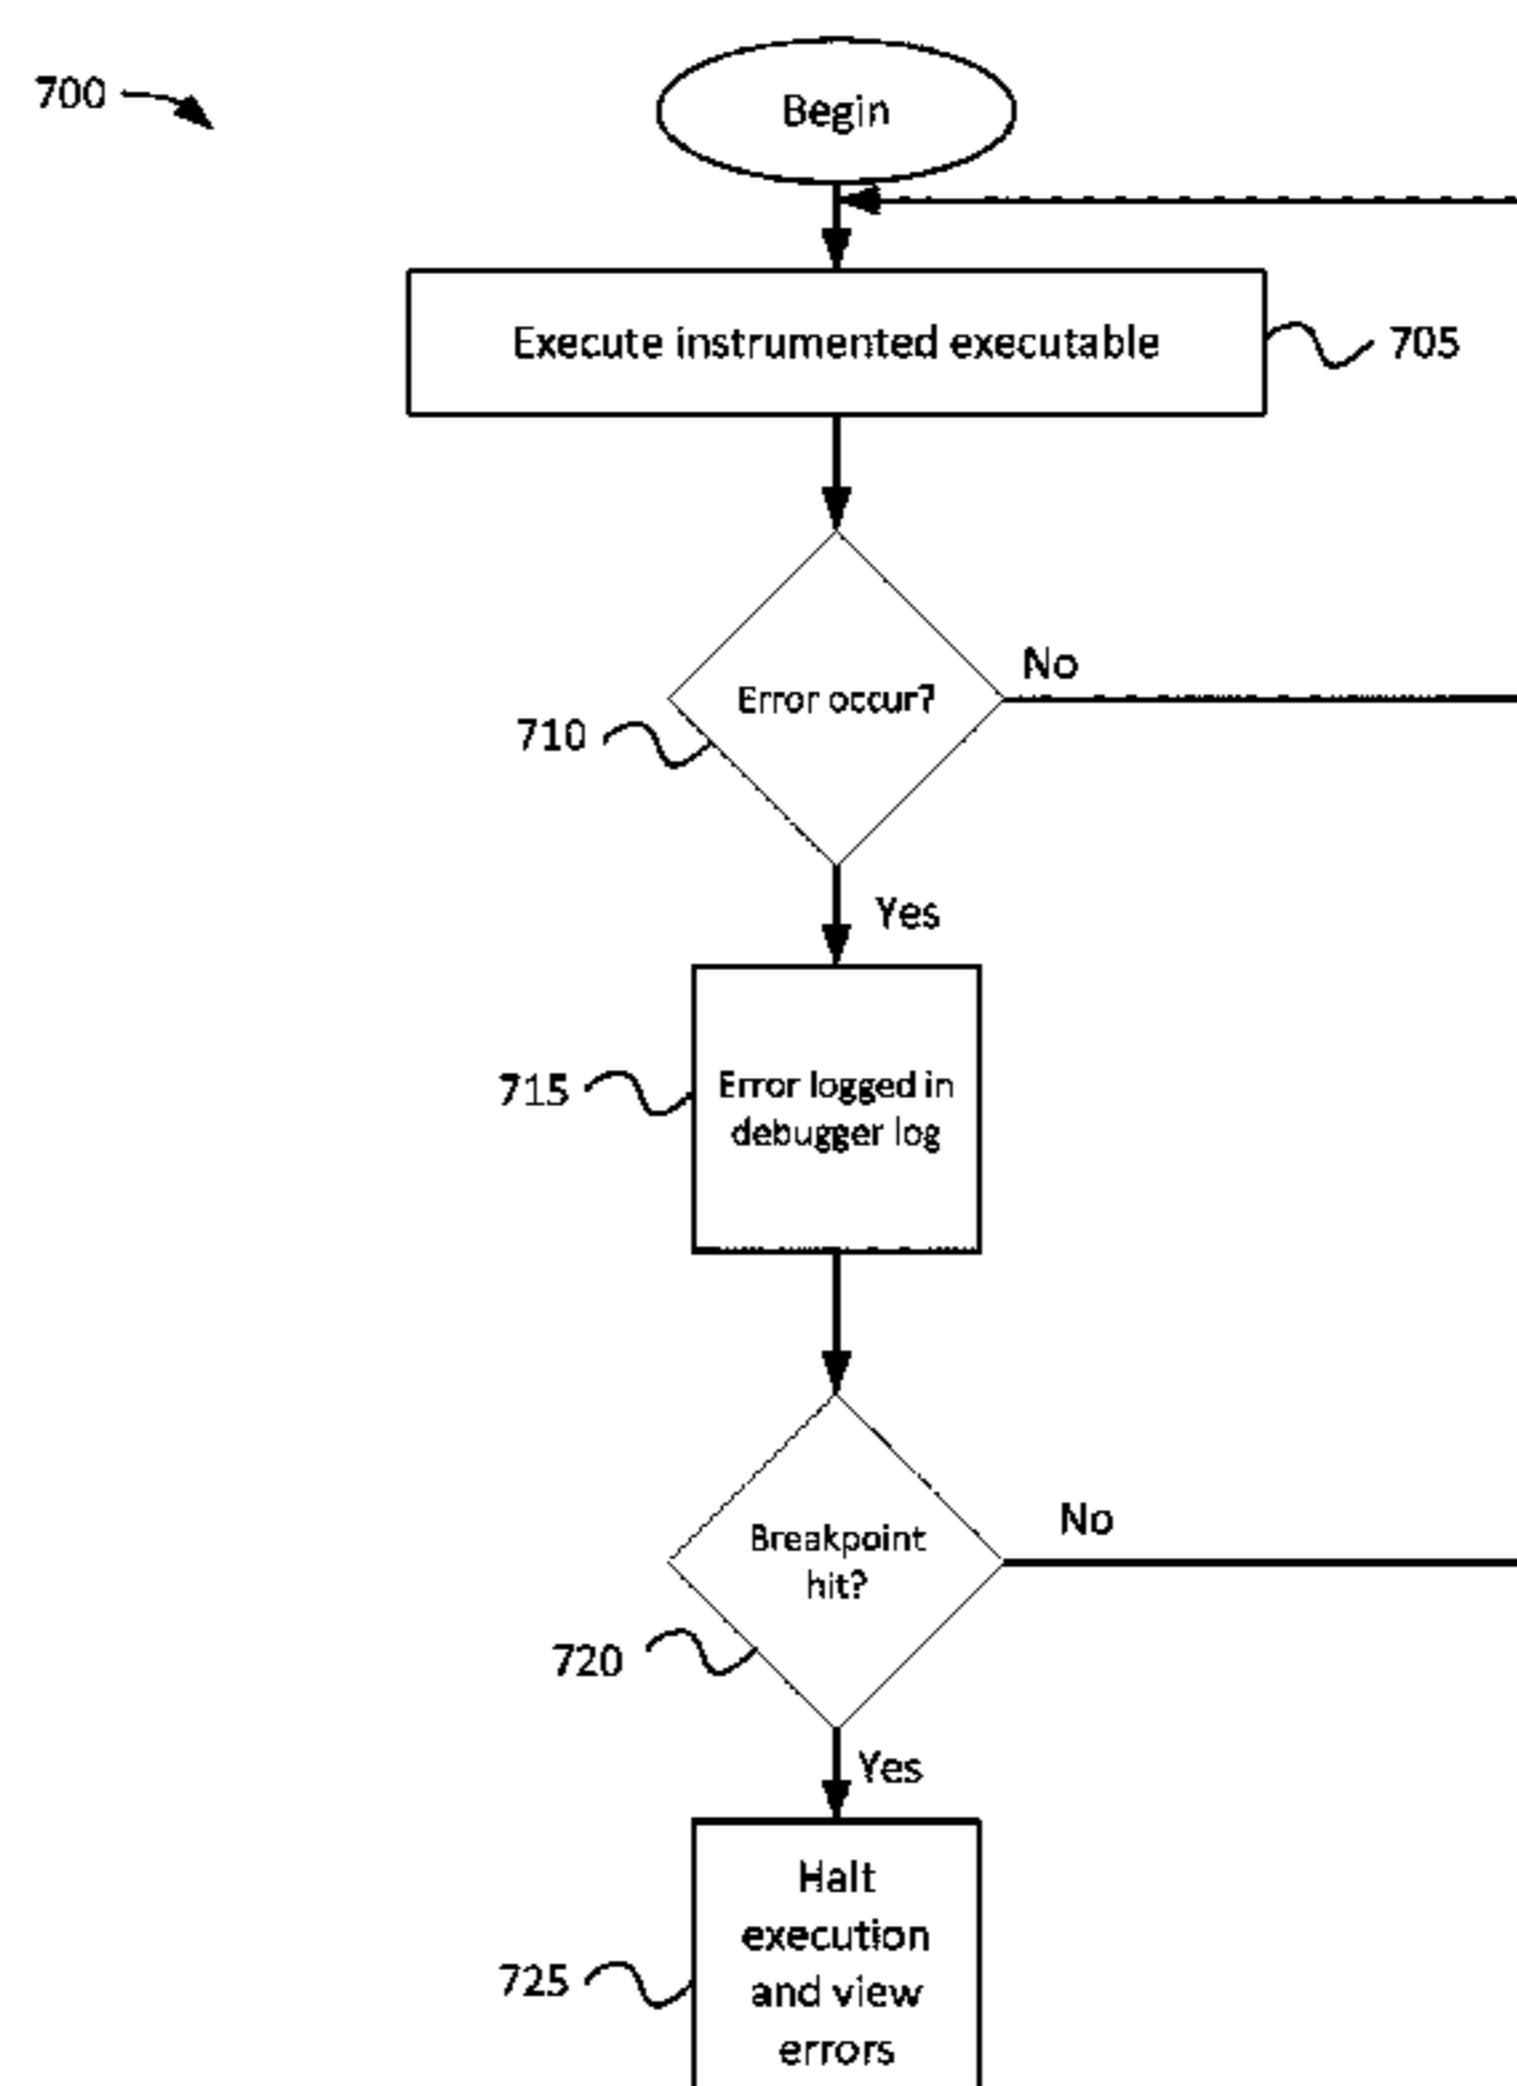 700
Begin
Execute instrumented executable
705
Error occur?
No
710
Yes
Error logged in
debugger log
715
Breakpoint
hit?
No
720
Yes
Halt
execution
and view
errors
725